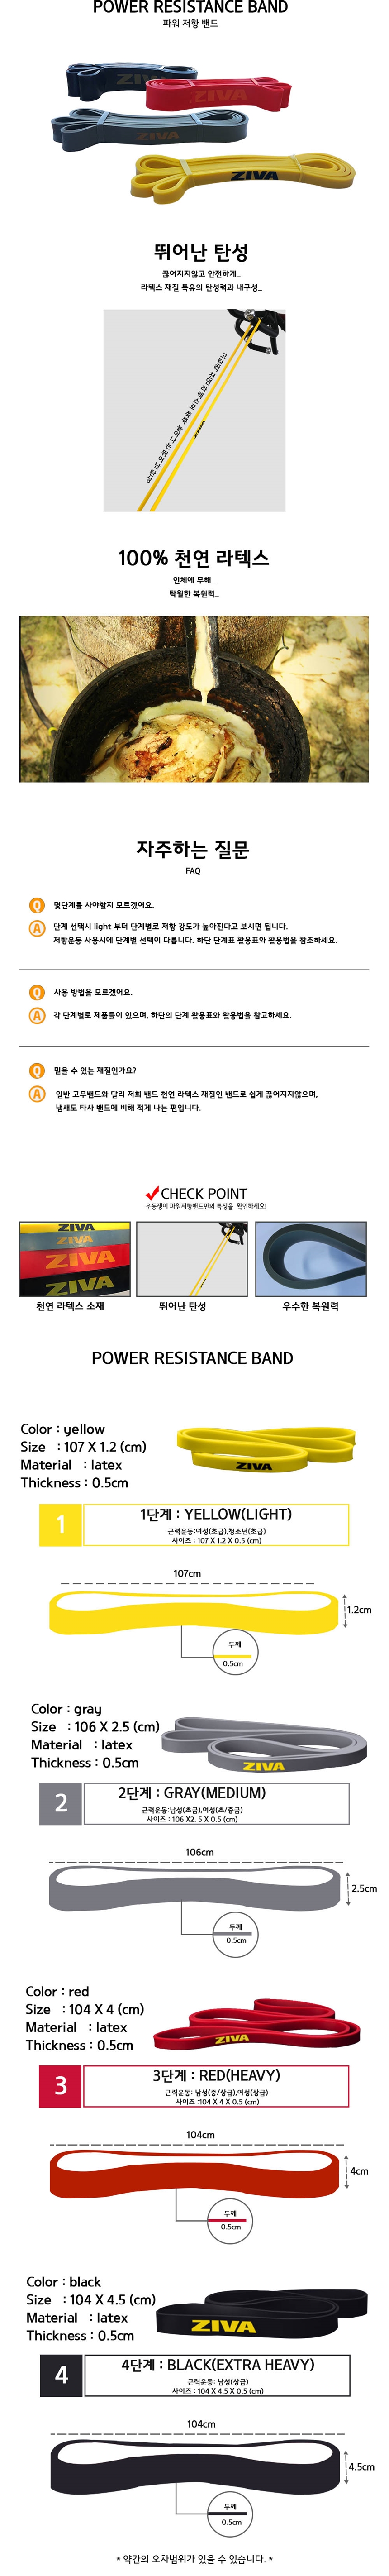 POWER RESISTANCE BAND
파워 저항 밴드
ZIVA
ZIVA
ZIVA
ZIVA
뛰어난 탄성
끊어지지않고 안전하게...
라텍스 재질 특유의 탄성력과 내구성...
100% 천연 라텍스
인체에 무해...
탁월한 복원력...
자주하는 질문
FAQ
Q 몇단계를 사야할지 모르겠어요.
A 단계 선택시 light 부터 단계별로 저항 강도가 높아진다고 보시면 됩니다.
저항운동 사용시에 단계별 선택이 다릅니다. 하단 단계표 활용표와 활용법을 참조하세요.
Q 사용 방법을 모르겠어요.
A 각 단계별로 제품들이 있으며, 하단의 단계 활용표와 활용법을 참고하세요.
Q 믿을 수 있는 재질인가요?
A 일반 고무밴드와 달리 저희 밴드 천연 라텍스 재질인 밴드로 쉽게 끊어지지않으며,
냄새도 타사 밴드에 비해 적게 나는 편입니다.
CHECK POINT
운동쟁이 파워저항밴드만의 특징을 확인하세요!
ZIVA
ZIVA
ZIVA
ZIVA
천연 라텍스 소재
뛰어난 탄성
우수한 복원력
POWER RESISTANCE BAND
Color : yellow
Size : 107 X 1.2 (cm)
Material : latex
Thickness : 0.5cm
ZIVA
1
1단계 : YELLOW(LIGHT)
근력운동:여성(초급),청소년(초급)
사이즈 : 107 X 1.2 X 0.5 (cm)
107cm
1.2cm
두께
0.5cm
Color : gray
Size : 106 X 2.5 (cm)
Material : latex
Thickness : 0.5cm
ZIVA
2
2단계 : GRAY(MEDIUM)
근력운동:남성(초급),여성(초/중급)
사이즈 : 106 X2. 5 X 0.5 (cm)
106cm
2.5cm
두께
0.5cm
Color : red
Size : 104 X 4 (cm)
Material : latex
Thickness : 0.5cm
ZIVA
3
3단계 : RED(HEAVY)
근력운동: 남성(중/상급),여성(상급)
사이즈 :104 X 4 X 0.5 (cm)
104cm
4cm
두께
0.5cm
Color : black
Size : 104 X 4.5 (cm)
Material : latex
Thickness : 0.5cm
ZIVA
4
4단계 : BLACK(EXTRA HEAVY)
근력운동: 남성(상급)
사이즈 : 104 X 4.5 X 0.5 (cm)
104cm
4.5cm
두께
0.5cm
* 약간의 오차범위가 있을 수 있습니다. *